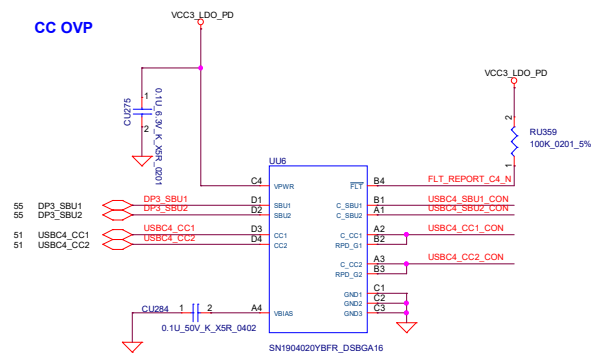 CC OVP
VCC3_LDO_PD
VCC3_LDO_PD
1
2
CU275
0.1U_6.3V_K_X5R_0201
2
1
RU359
100K_0201_5%
UU6
C4 VPWR FLT B4 FLT_REPORT_C4_N
55 DP3_SBU1 DP3_SBU1 D1 SBU1 C_SBU1 B1 USBC4_SBU1_CON
55 DP3_SBU2 DP3_SBU2 D2 SBU2 C_SBU2 A1 USBC4_SBU2_CON
51 USBC4_CC1 USBC4_CC1 D3 CC1 C_CC1 A2 USBC4_CC1_CON
51 USBC4_CC2 USBC4_CC2 D4 CC2 RPD_G1 B2
C_CC2 A3 USBC4_CC2_CON
RPD_G2 B3
GND1 C1
GND2 C2
GND3 C3
CU284 1 2 A4 VBIAS
0.1U_50V_K_X5R_0402
SN1904020YBFR_DSBGA16